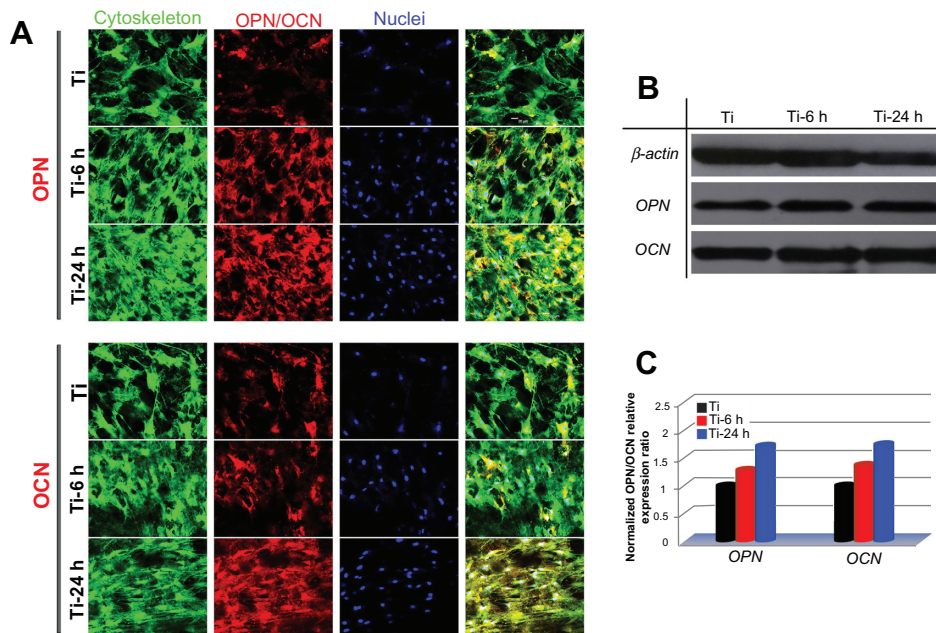 A
Cytoskeleton OPN/OCN Nuclei
OPN
Ti
Ti-6 h
Ti-24 h
OCN
Ti
Ti-6 h
Ti-24 h
B
Ti Ti-6 h Ti-24 h
β-actin
OPN
OCN
C
Normalized OPN/OCN relative
expression ratio
Ti
Ti-6 h
Ti-24 h
2.5
2
1.5
1
0.5
0
OPN OCN